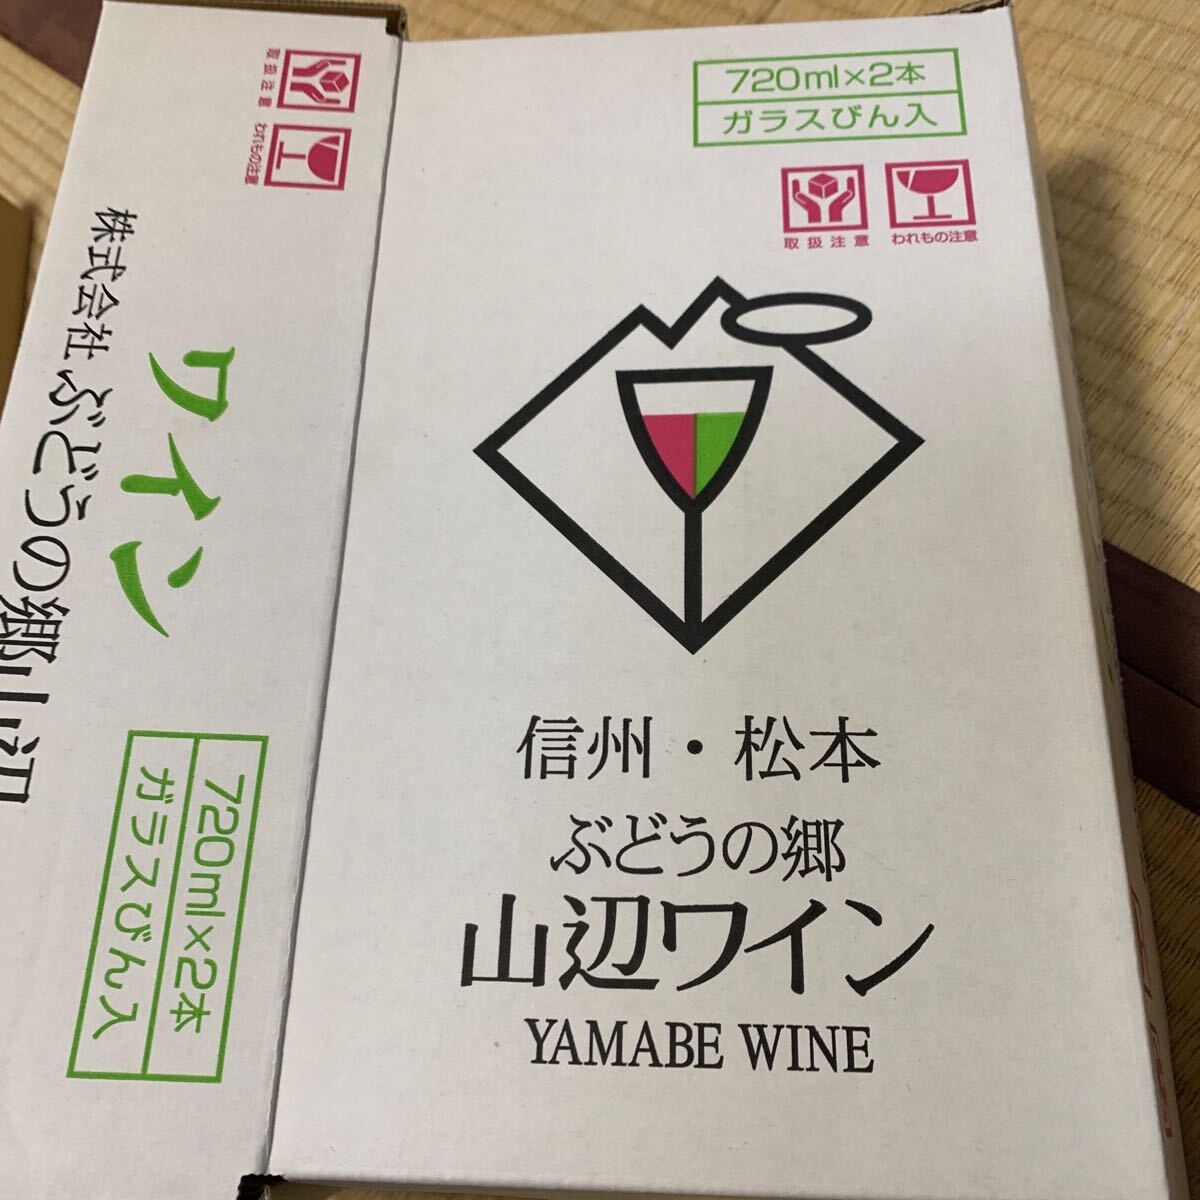 720ml×2本
ガラスびん入
取扱注意
われもの注意
信州・松本
ぶどうの郷
山辺ワイン
YAMABE WINE
取扱注意
われもの注意
ワイン
株式会社 ぶどうの郷山辺
720ml×2本
ガラスびん入